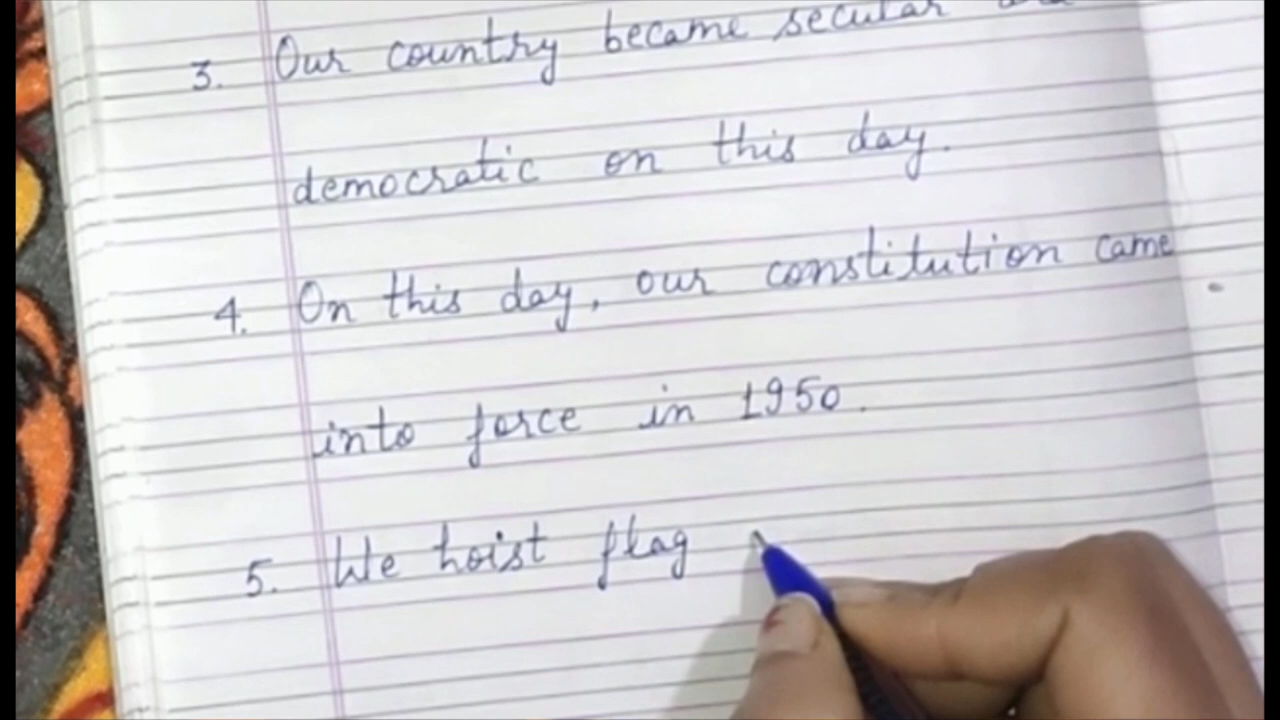 3. Our country became secular
democratic on this day.
4. On this day, our constitution came
into force in 1950.
5. We hoist flag